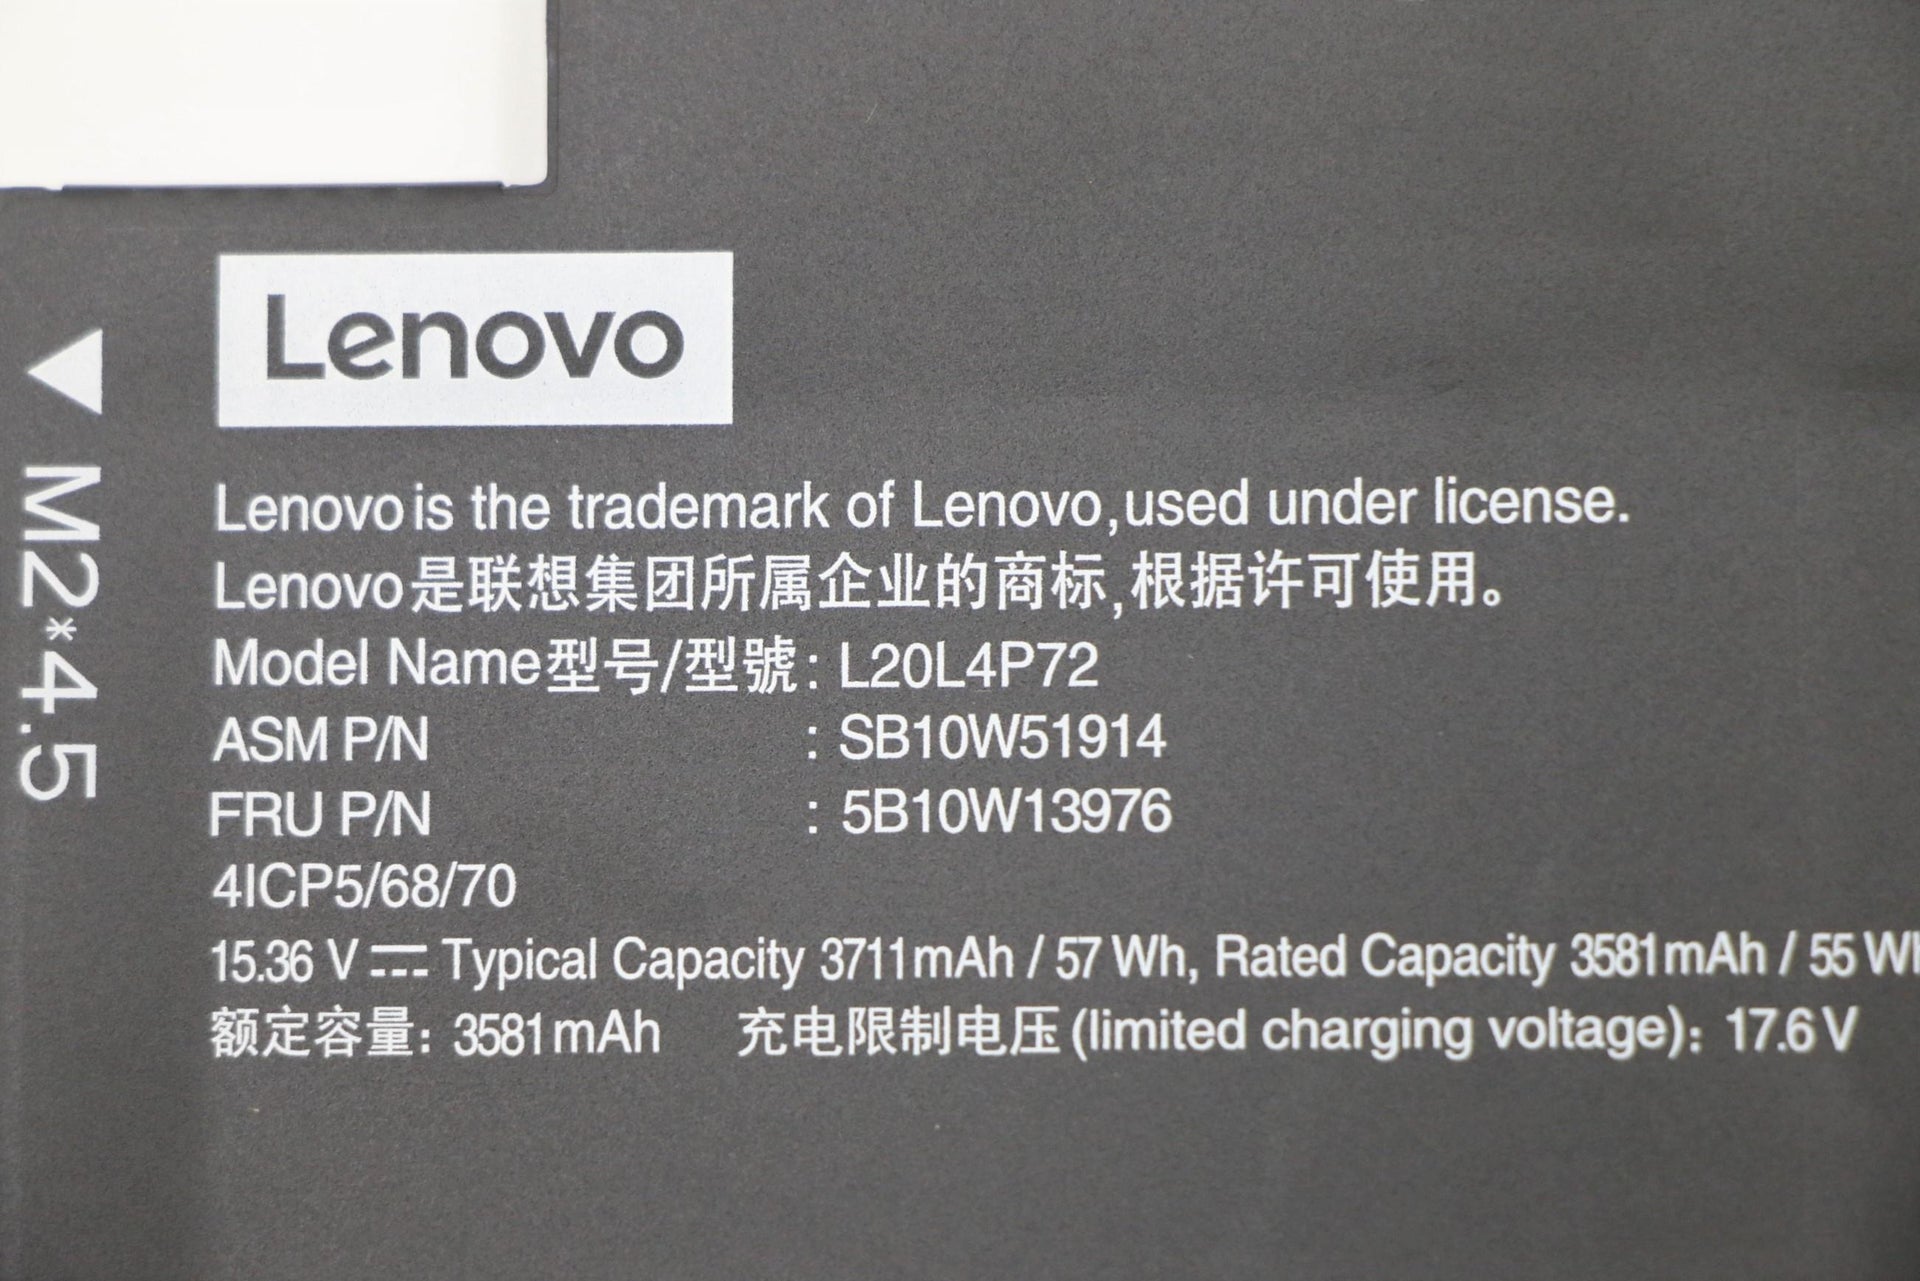 Lenovo
Lenovo is the trademark of Lenovo,used under license.
Lenovo是联想集团所属企业的商标,根据许可使用。
Model Name型号/型號: L20L4P72
ASM P/N : SB10W51914
FRU P/N : 5B10W13976
4ICP5/68/70
15.36 V ⎓ Typical Capacity 3711mAh / 57 Wh, Rated Capacity 3581mAh / 55 Wh
额定容量: 3581mAh 充电限制电压(limited charging voltage): 17.6 V
◀ M2*4.5